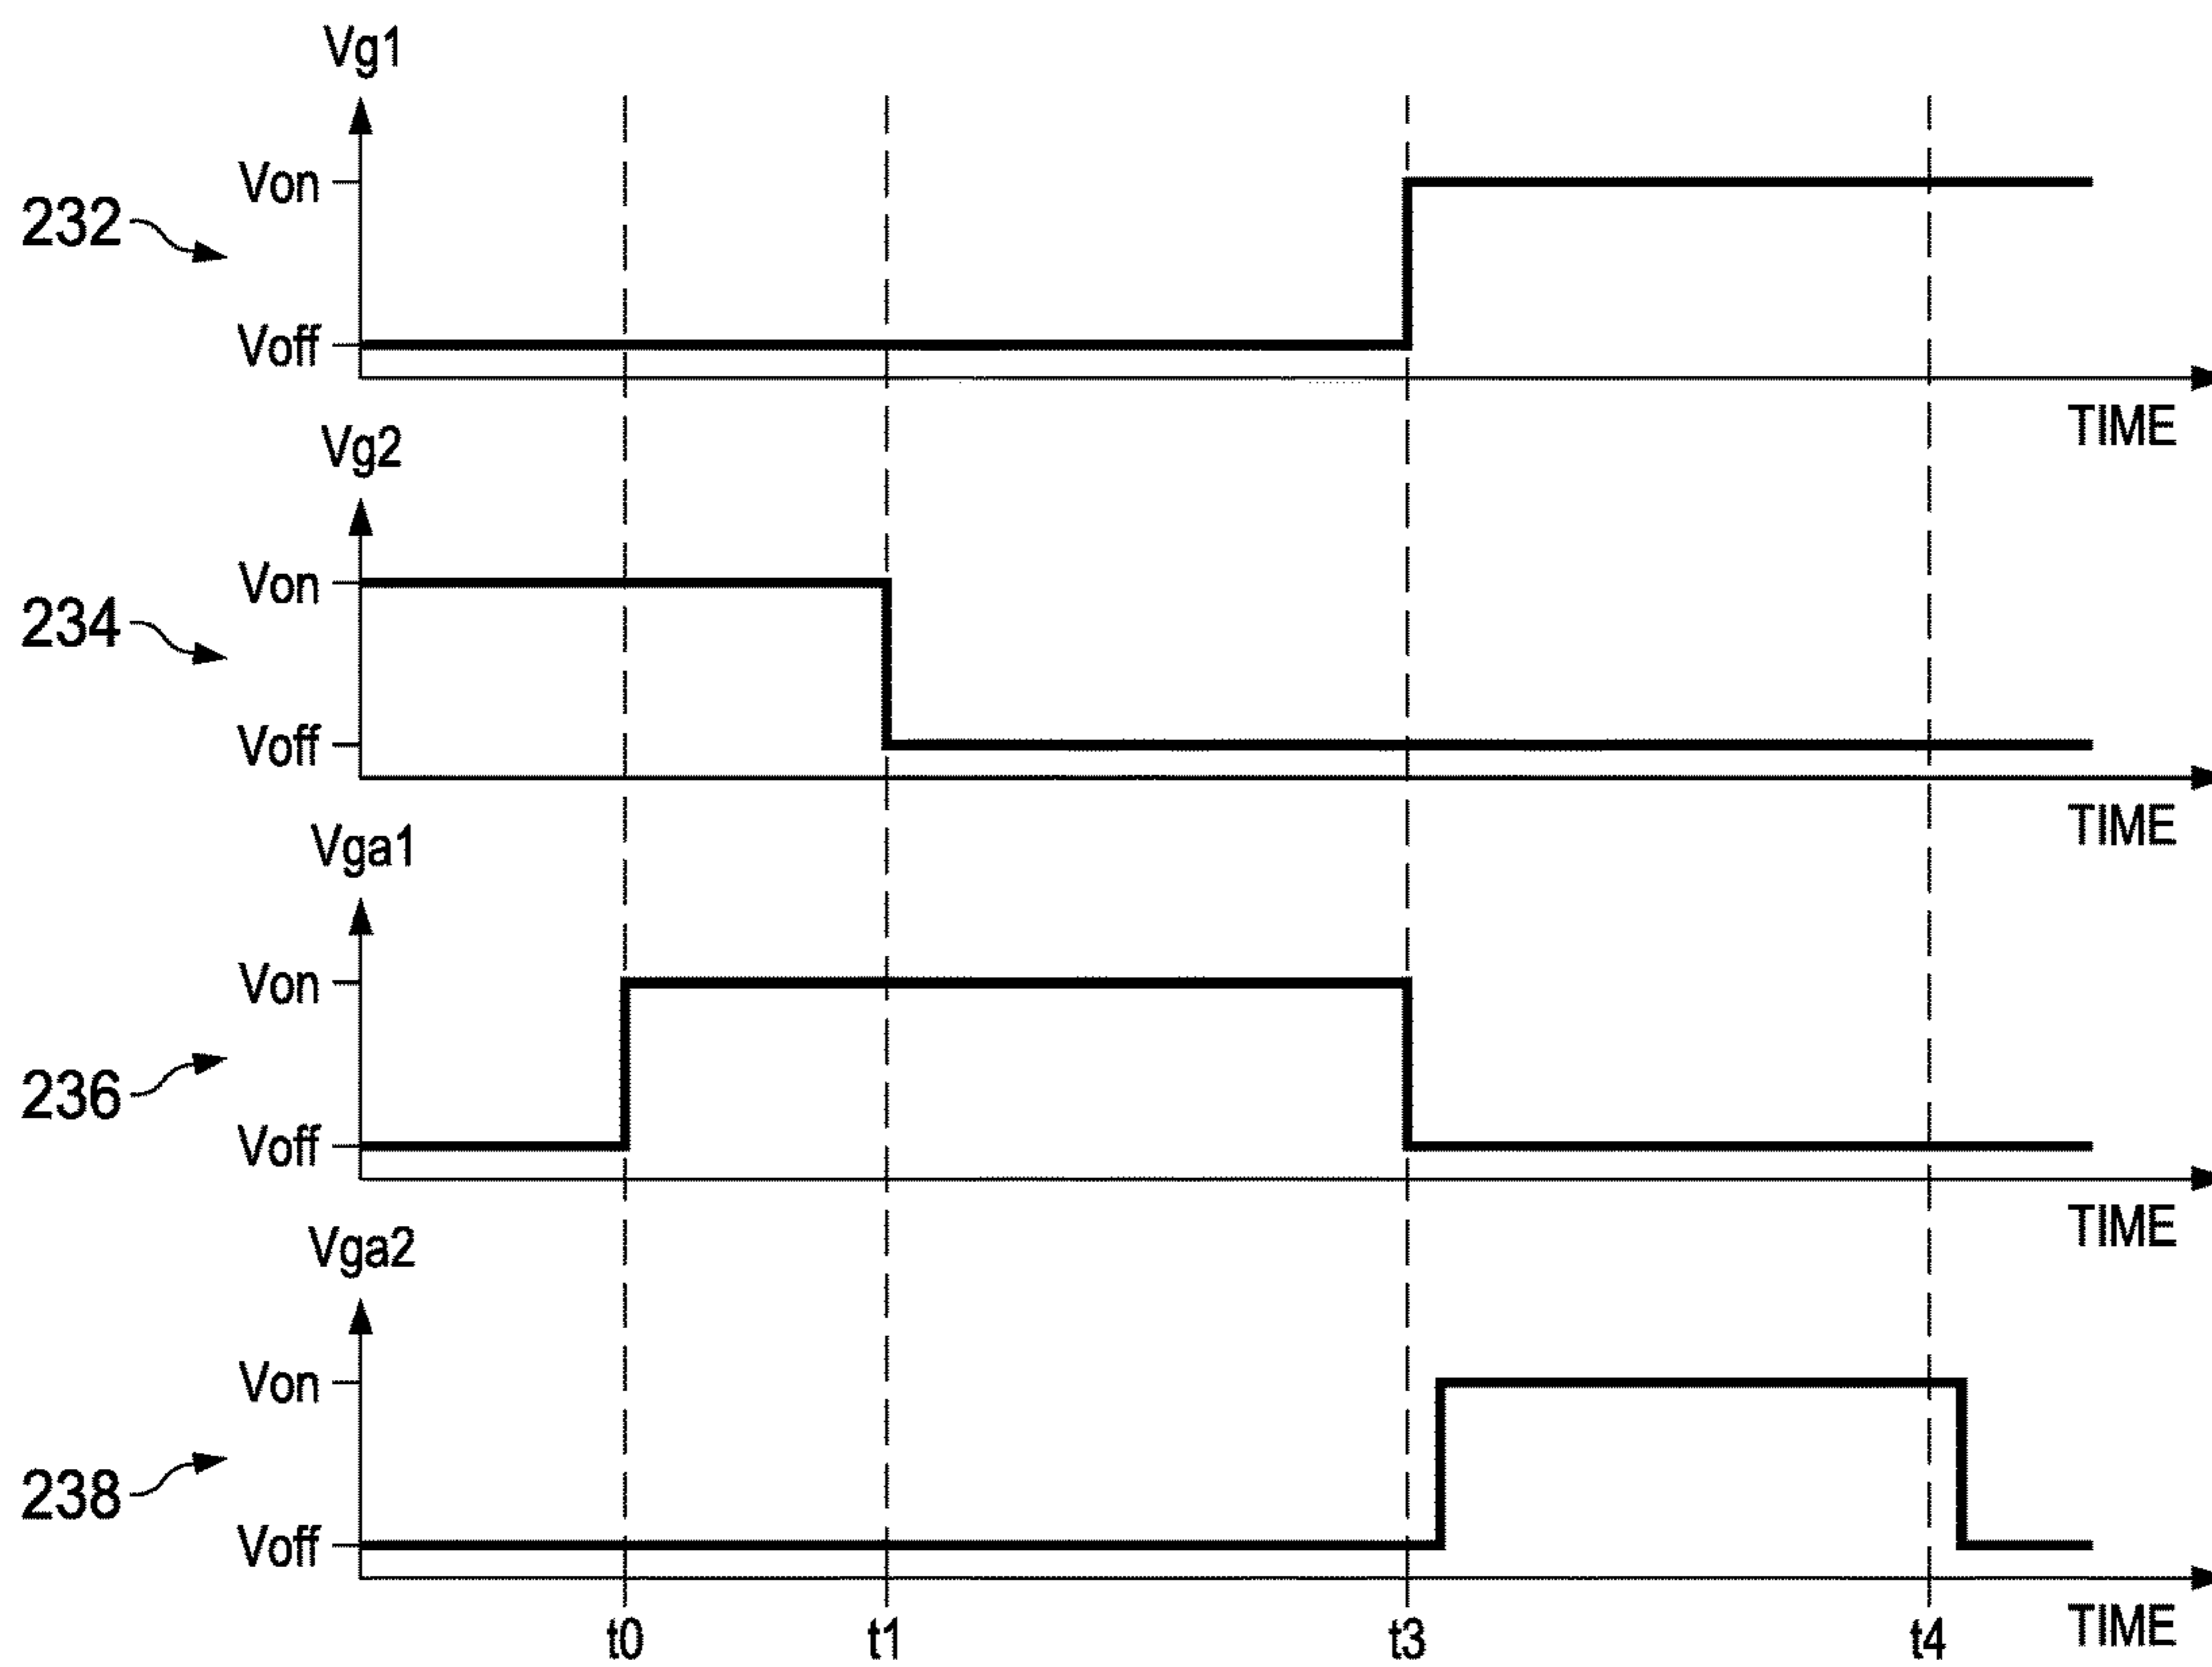 Vg1
Von
232
Voff
TIME
Vg2
Von
234
Voff
TIME
Vga1
Von
236
Voff
TIME
Vga2
Von
238
Voff
TIME
t0 t1 t3 t4